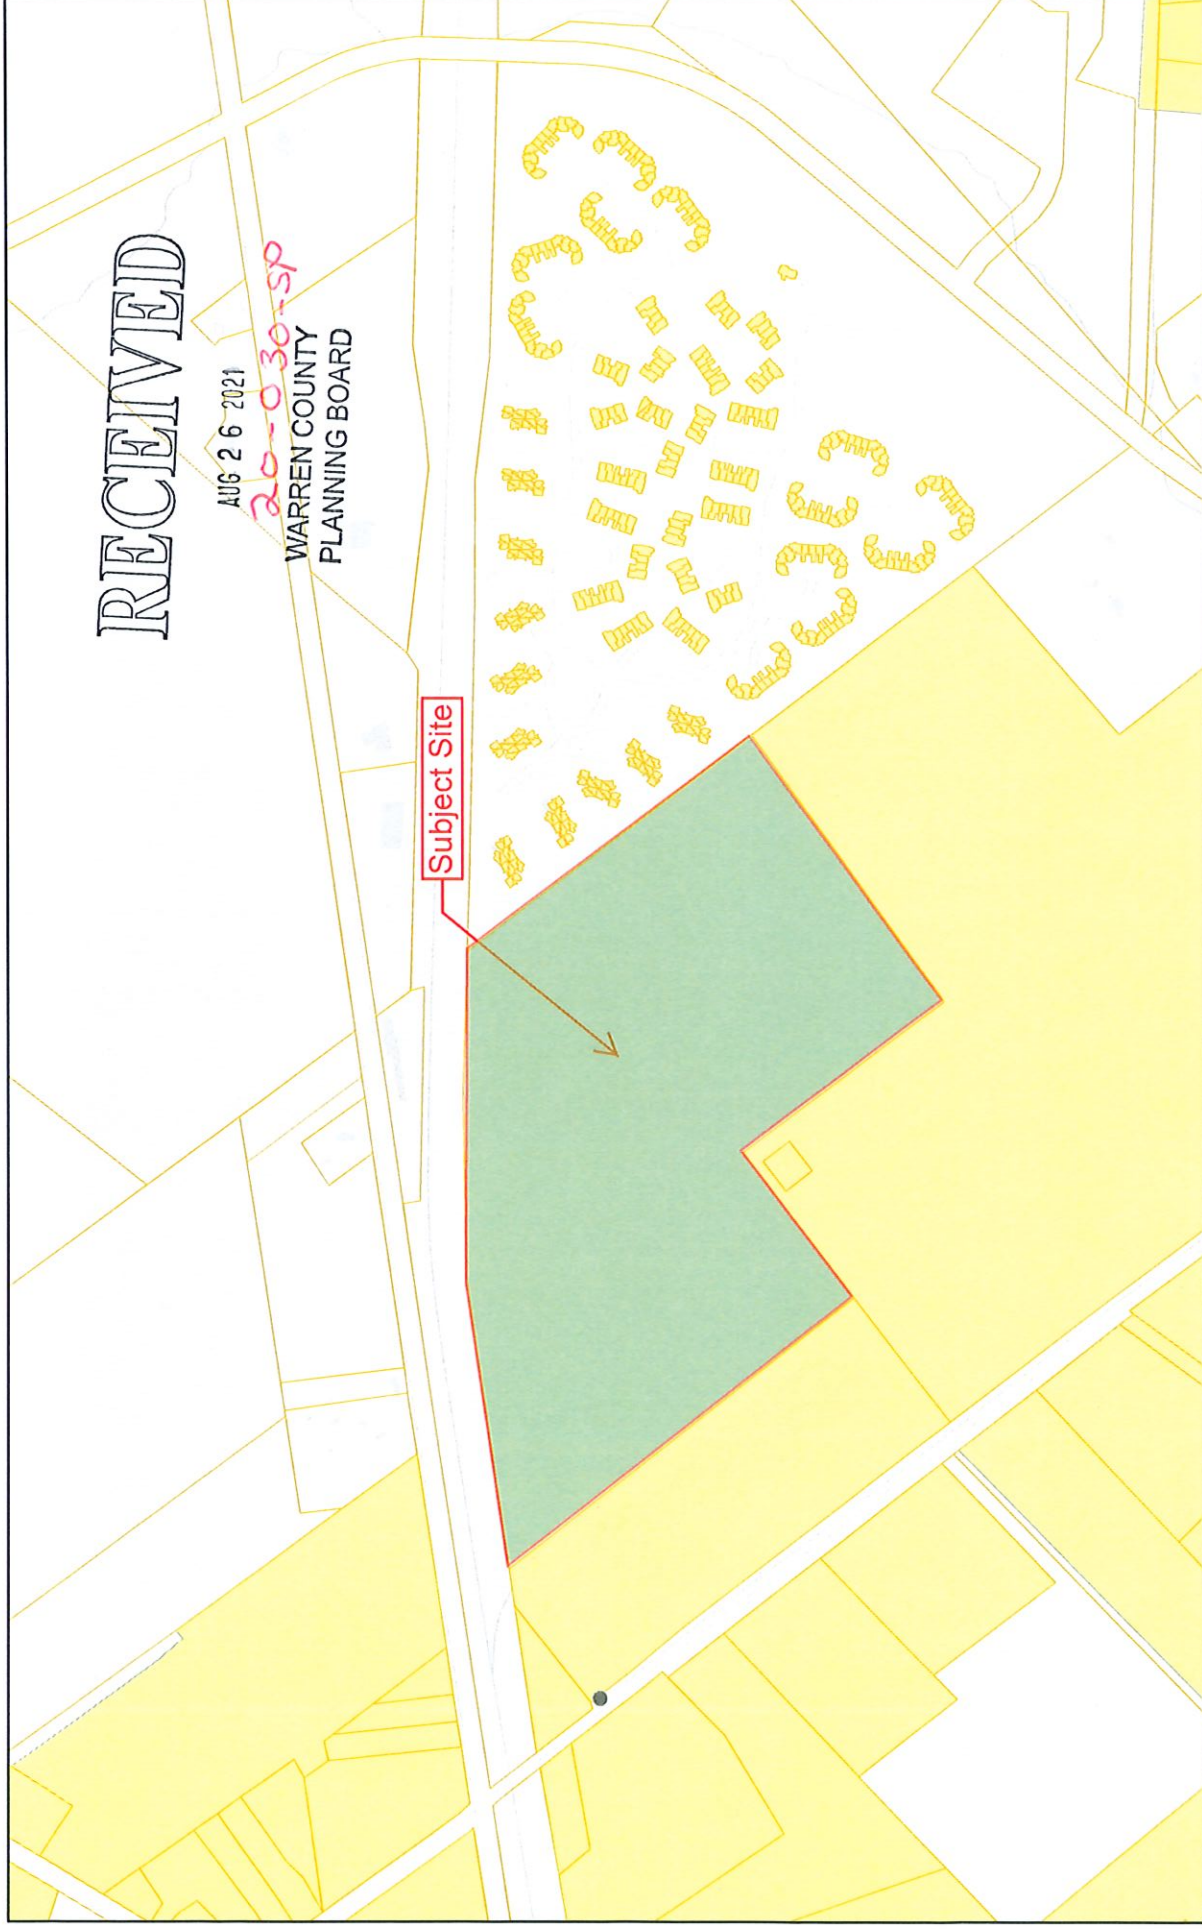 RECEIVED
AUG 26 2021
20-030-SP
WARREN COUNTY
PLANNING BOARD
Subject Site